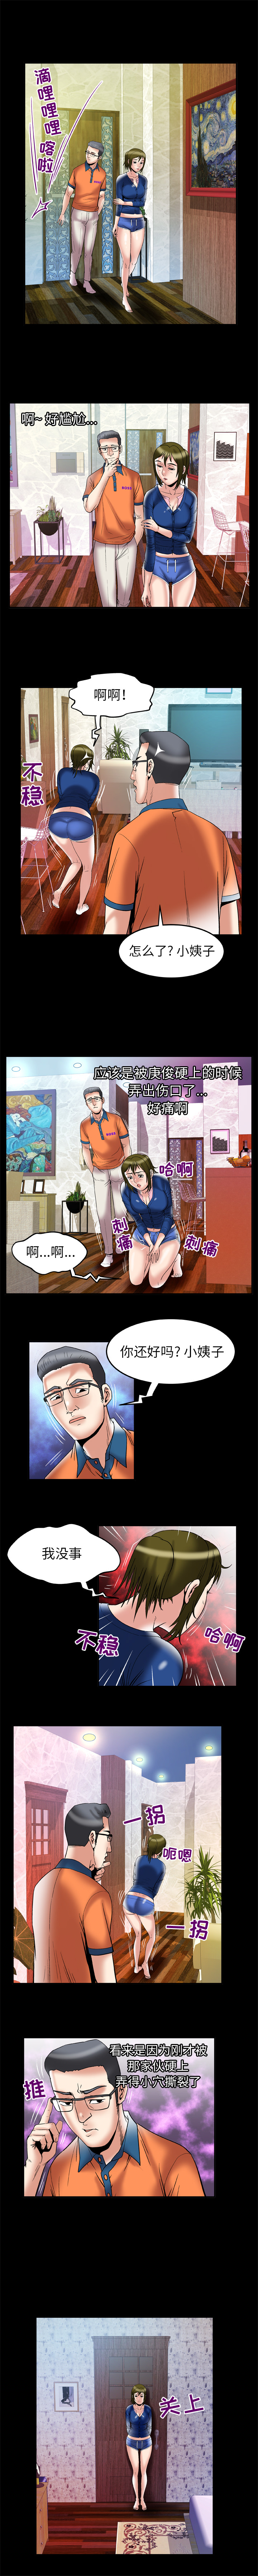 滴哩哩哩 喀啦
BOSS
啊~ 好尴尬...
BOSS
啊啊!
不稳
怎么了? 小姨子
应该是被庚俊硬上的时候
弄出伤口了...
好痛啊
BOSS
哈啊
刺痛
刺痛
啊...啊...
你还好吗? 小姨子
我没事
不稳
哈啊
一拐
呃嗯
一拐
看来是因为刚才被
那家伙硬上
弄得小穴撕裂了
推
关上